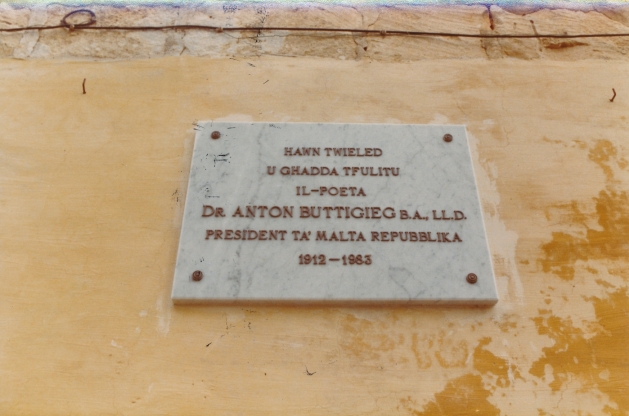 HAWN TWIELED
U GHADDA TFULITU
IL-POETA
DR. ANTON BUTTIGIEG B.A., LL.D.
PRESIDENT TA' MALTA REPUBBLIKA
1912 – 1983